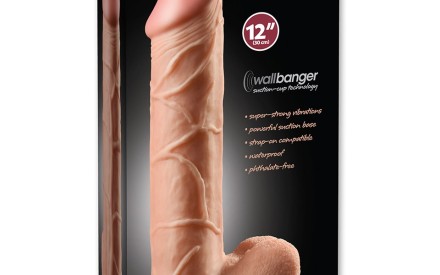 12"
(30 cm)
wallbanger
suction-cup technology
• super-strong vibrations
• powerful suction base
• strap-on compatible
• waterproof
• phthalate-free